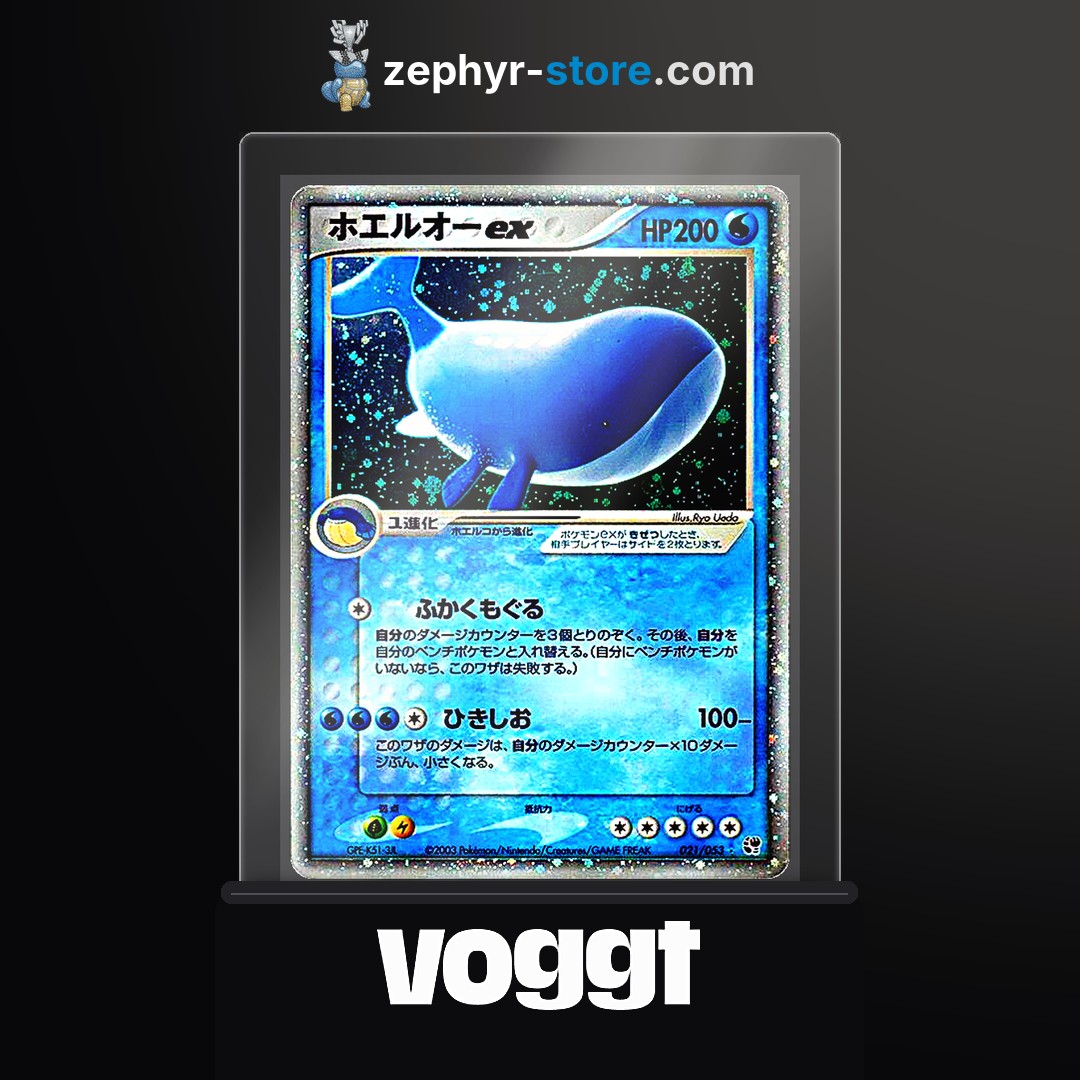 zephyr-store.com
ホエルオーex HP200
Illus. Ryo Ueda
1進化
ホエルコから進化
ポケモンexが きぜつしたとき、
相手プレイヤーはサイドを2枚とります。
ふかくもぐる
自分のダメージカウンターを3個とりのぞく。その後、自分を
自分のベンチポケモンと入れ替える。(自分にベンチポケモンが
いないなら、このワザは失敗する。)
ひきしお 100−
このワザのダメージは、自分のダメージカウンター×10ダメー
ジぶん、小さくなる。
弱点 抵抗力 にげる
GPE-K51-3JL ©2003 Pokémon/Nintendo/Creatures/GAME FREAK 021/053
voggt